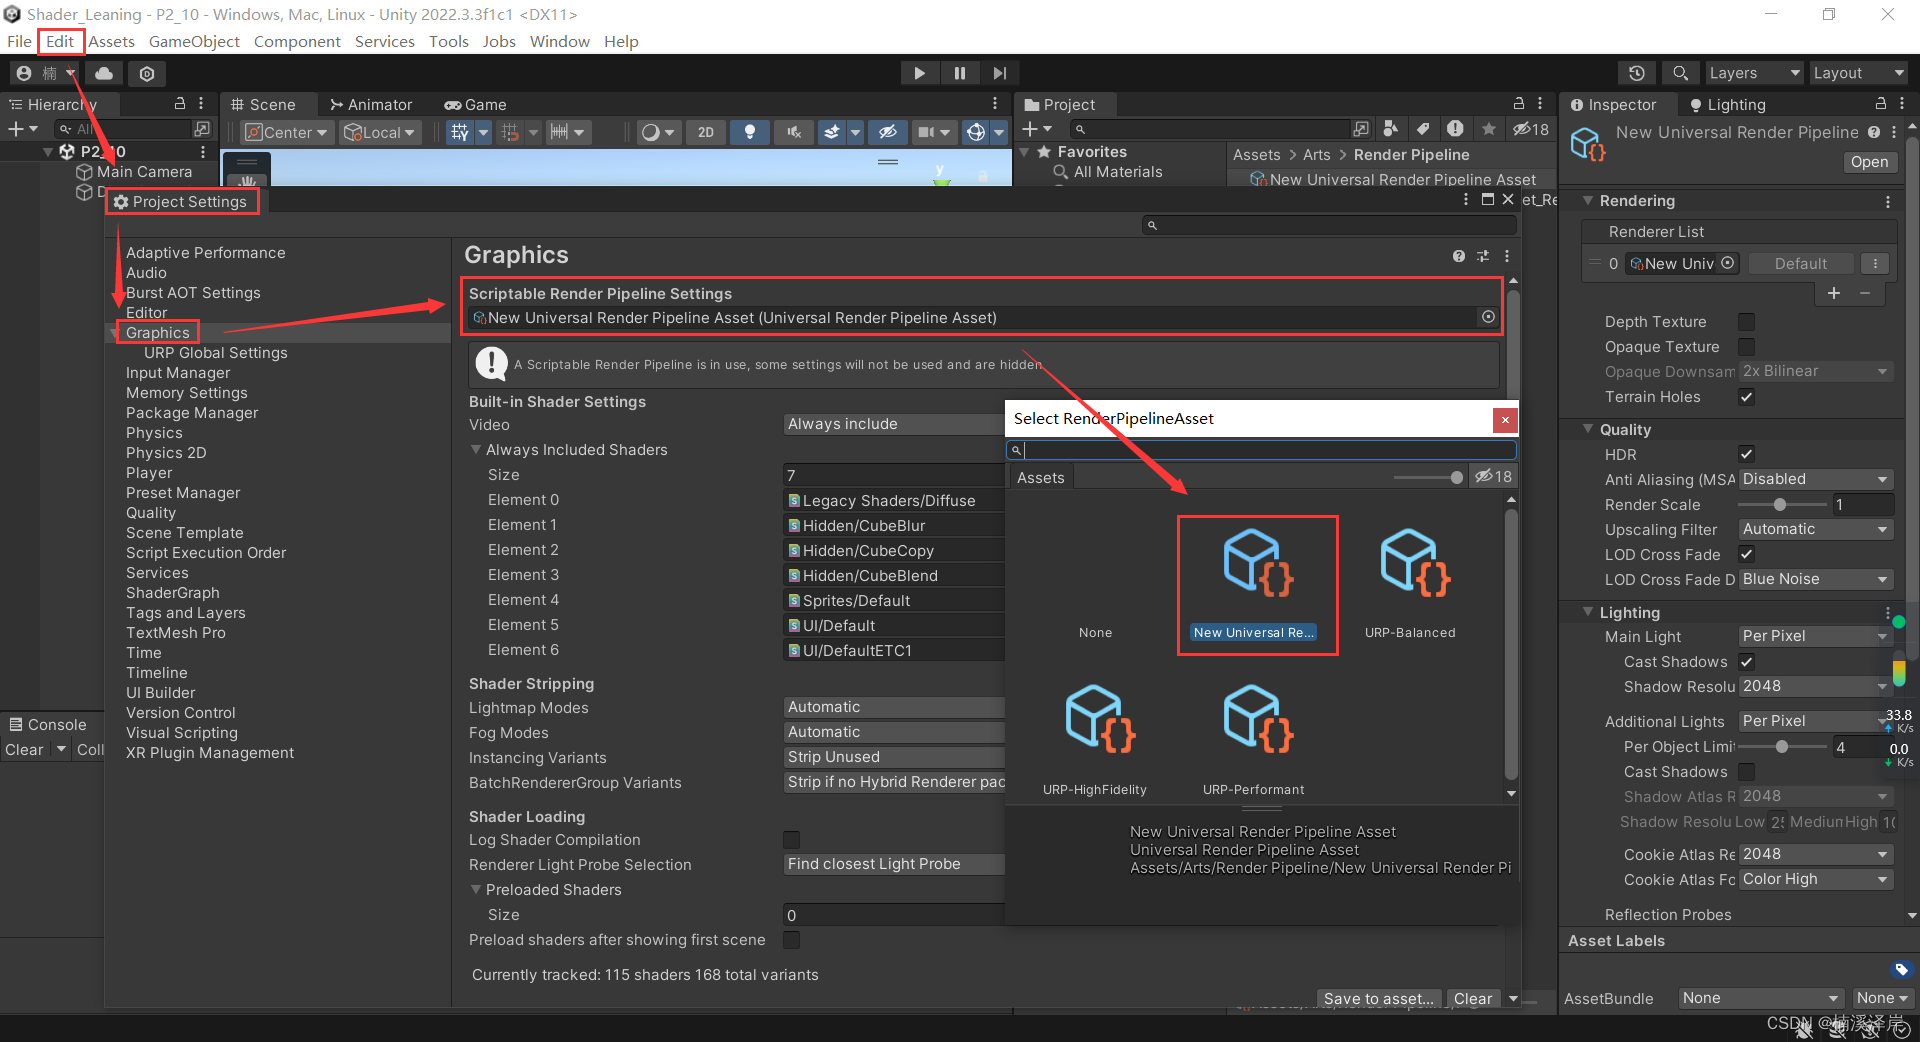 Shader_Leaning - P2_10 - Windows, Mac, Linux - Unity 2022.3.3f1c1 <DX11>
File Edit Assets GameObject Component Services Tools Jobs Window Help
楠 Layers Layout
Hierarchy Scene Animator Game Project Inspector Lighting
All Center Local 2D 18
P2_10
Main Camera
D
Favorites
All Materials
Assets > Arts > Render Pipeline
New Universal Render Pipeline Asset
et_Re
New Universal Render Pipeline
Open
Project Settings
Adaptive Performance
Audio
Burst AOT Settings
Editor
Graphics
URP Global Settings
Input Manager
Memory Settings
Package Manager
Physics
Physics 2D
Player
Preset Manager
Quality
Scene Template
Script Execution Order
Services
ShaderGraph
Tags and Layers
TextMesh Pro
Time
Timeline
UI Builder
Version Control
Visual Scripting
XR Plugin Management
Console
Clear Coll
Graphics
Scriptable Render Pipeline Settings
New Universal Render Pipeline Asset (Universal Render Pipeline Asset)
A Scriptable Render Pipeline is in use, some settings will not be used and are hidden
Built-in Shader Settings
Video Always include
Always Included Shaders
Size 7
Element 0 Legacy Shaders/Diffuse
Element 1 Hidden/CubeBlur
Element 2 Hidden/CubeCopy
Element 3 Hidden/CubeBlend
Element 4 Sprites/Default
Element 5 UI/Default
Element 6 UI/DefaultETC1
Shader Stripping
Lightmap Modes Automatic
Fog Modes Automatic
Instancing Variants Strip Unused
BatchRendererGroup Variants Strip if no Hybrid Renderer pac
Shader Loading
Log Shader Compilation
Renderer Light Probe Selection Find closest Light Probe
Preloaded Shaders
Size 0
Preload shaders after showing first scene
Currently tracked: 115 shaders 168 total variants
Save to asset... Clear
Select RenderPipelineAsset
Assets 18
None New Universal Re... URP-Balanced
URP-HighFidelity URP-Performant
New Universal Render Pipeline Asset
Universal Render Pipeline Asset
Assets/Arts/Render Pipeline/New Universal Render Pi
Rendering
Renderer List
0 New Univ Default
Depth Texture
Opaque Texture
Opaque Downsam 2x Bilinear
Terrain Holes
Quality
HDR
Anti Aliasing (MSA Disabled
Render Scale 1
Upscaling Filter Automatic
LOD Cross Fade
LOD Cross Fade D Blue Noise
Lighting
Main Light Per Pixel
Cast Shadows
Shadow Resolu 2048
Additional Lights Per Pixel
Per Object Limi 4
Cast Shadows
Shadow Atlas R 2048
Shadow Resolu Low 25 Medium High 10
Cookie Atlas Re 2048
Cookie Atlas Fo Color High
Reflection Probes
33.8
K/s
0.0
K/s
Asset Labels
AssetBundle None None
CSDN @楠溪泽岸